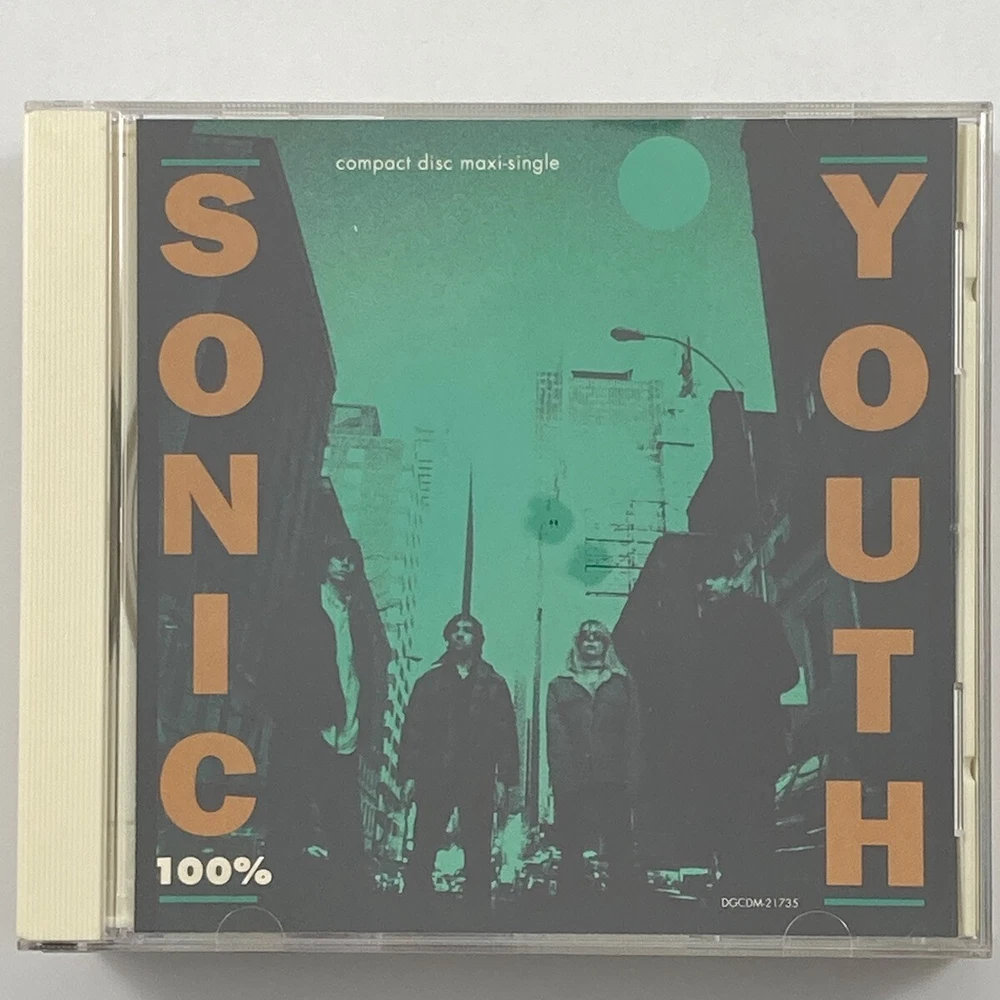 compact disc maxi-single
SONIC
YOUTH
100%
DGCDM-21735